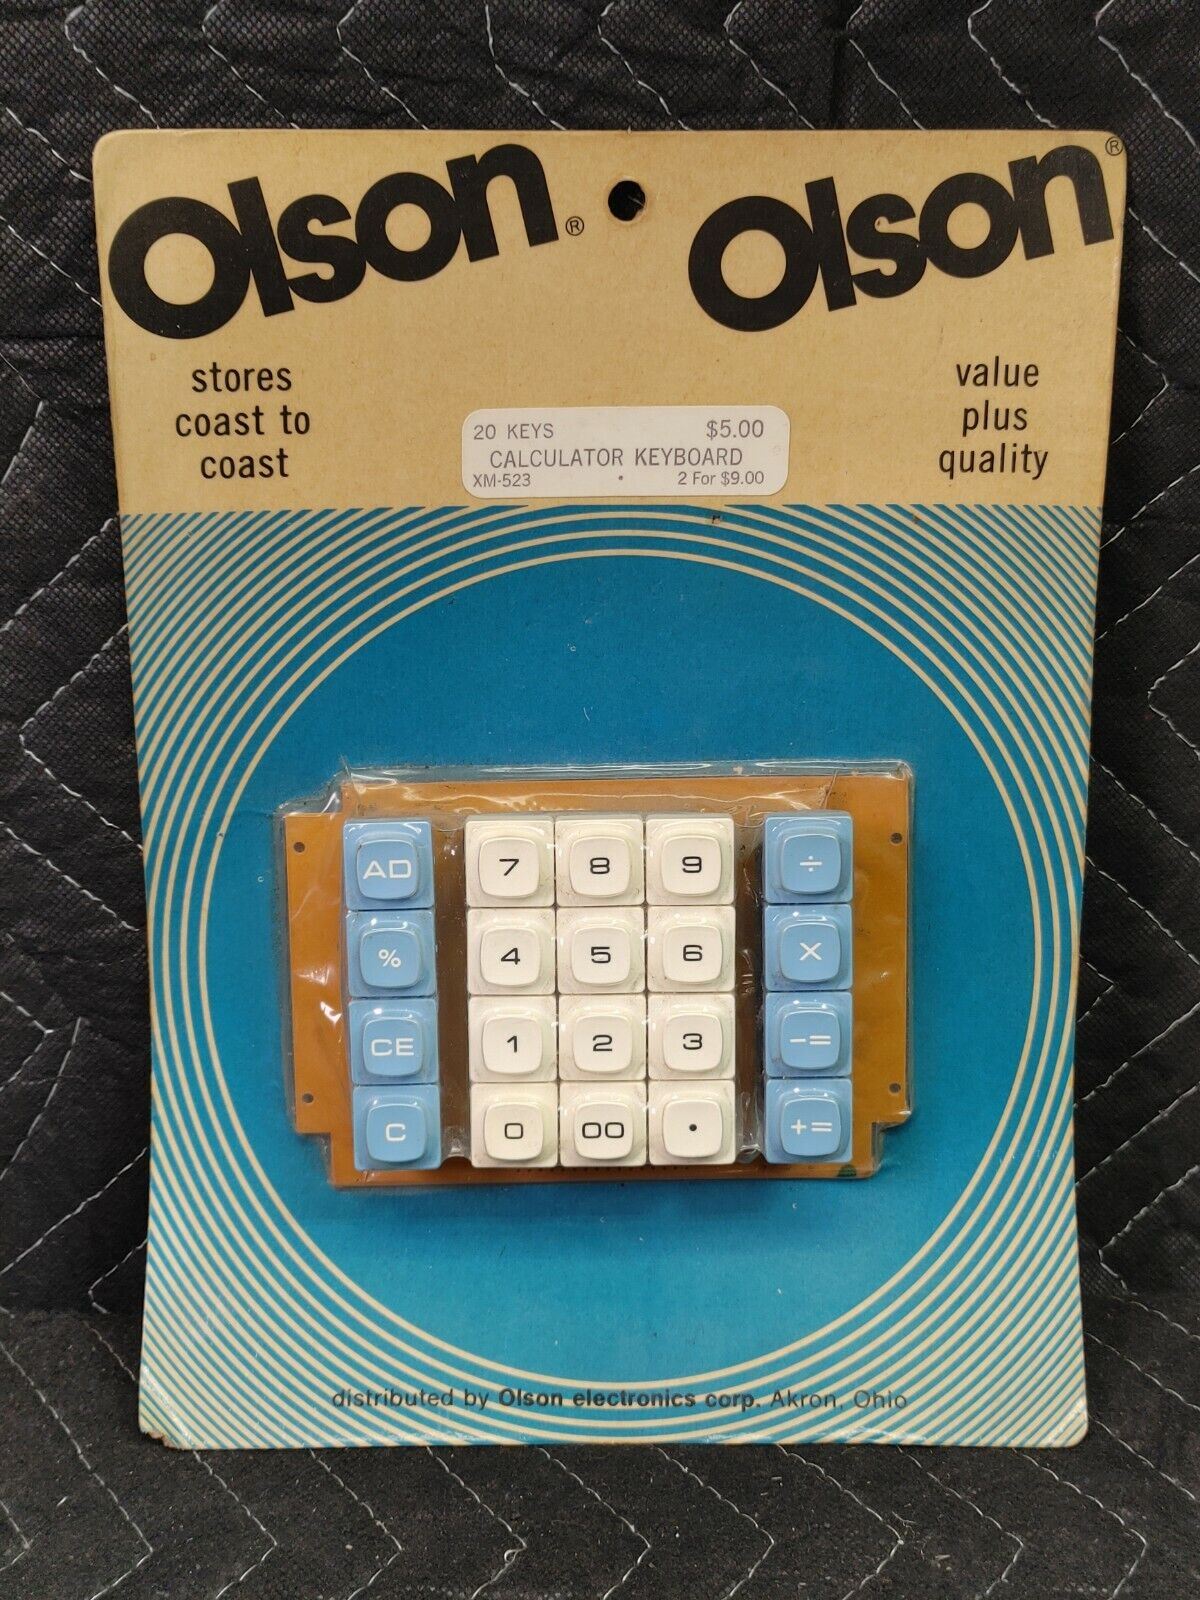 Olson® Olson®
stores
coast to
coast
value
plus
quality
20 KEYS $5.00
CALCULATOR KEYBOARD
XM-523 2 For $9.00
AD 7 8 9 ÷
% 4 5 6 X
CE 1 2 3 -=
C 0 00 . +=
distributed by Olson electronics corp. Akron, Ohio